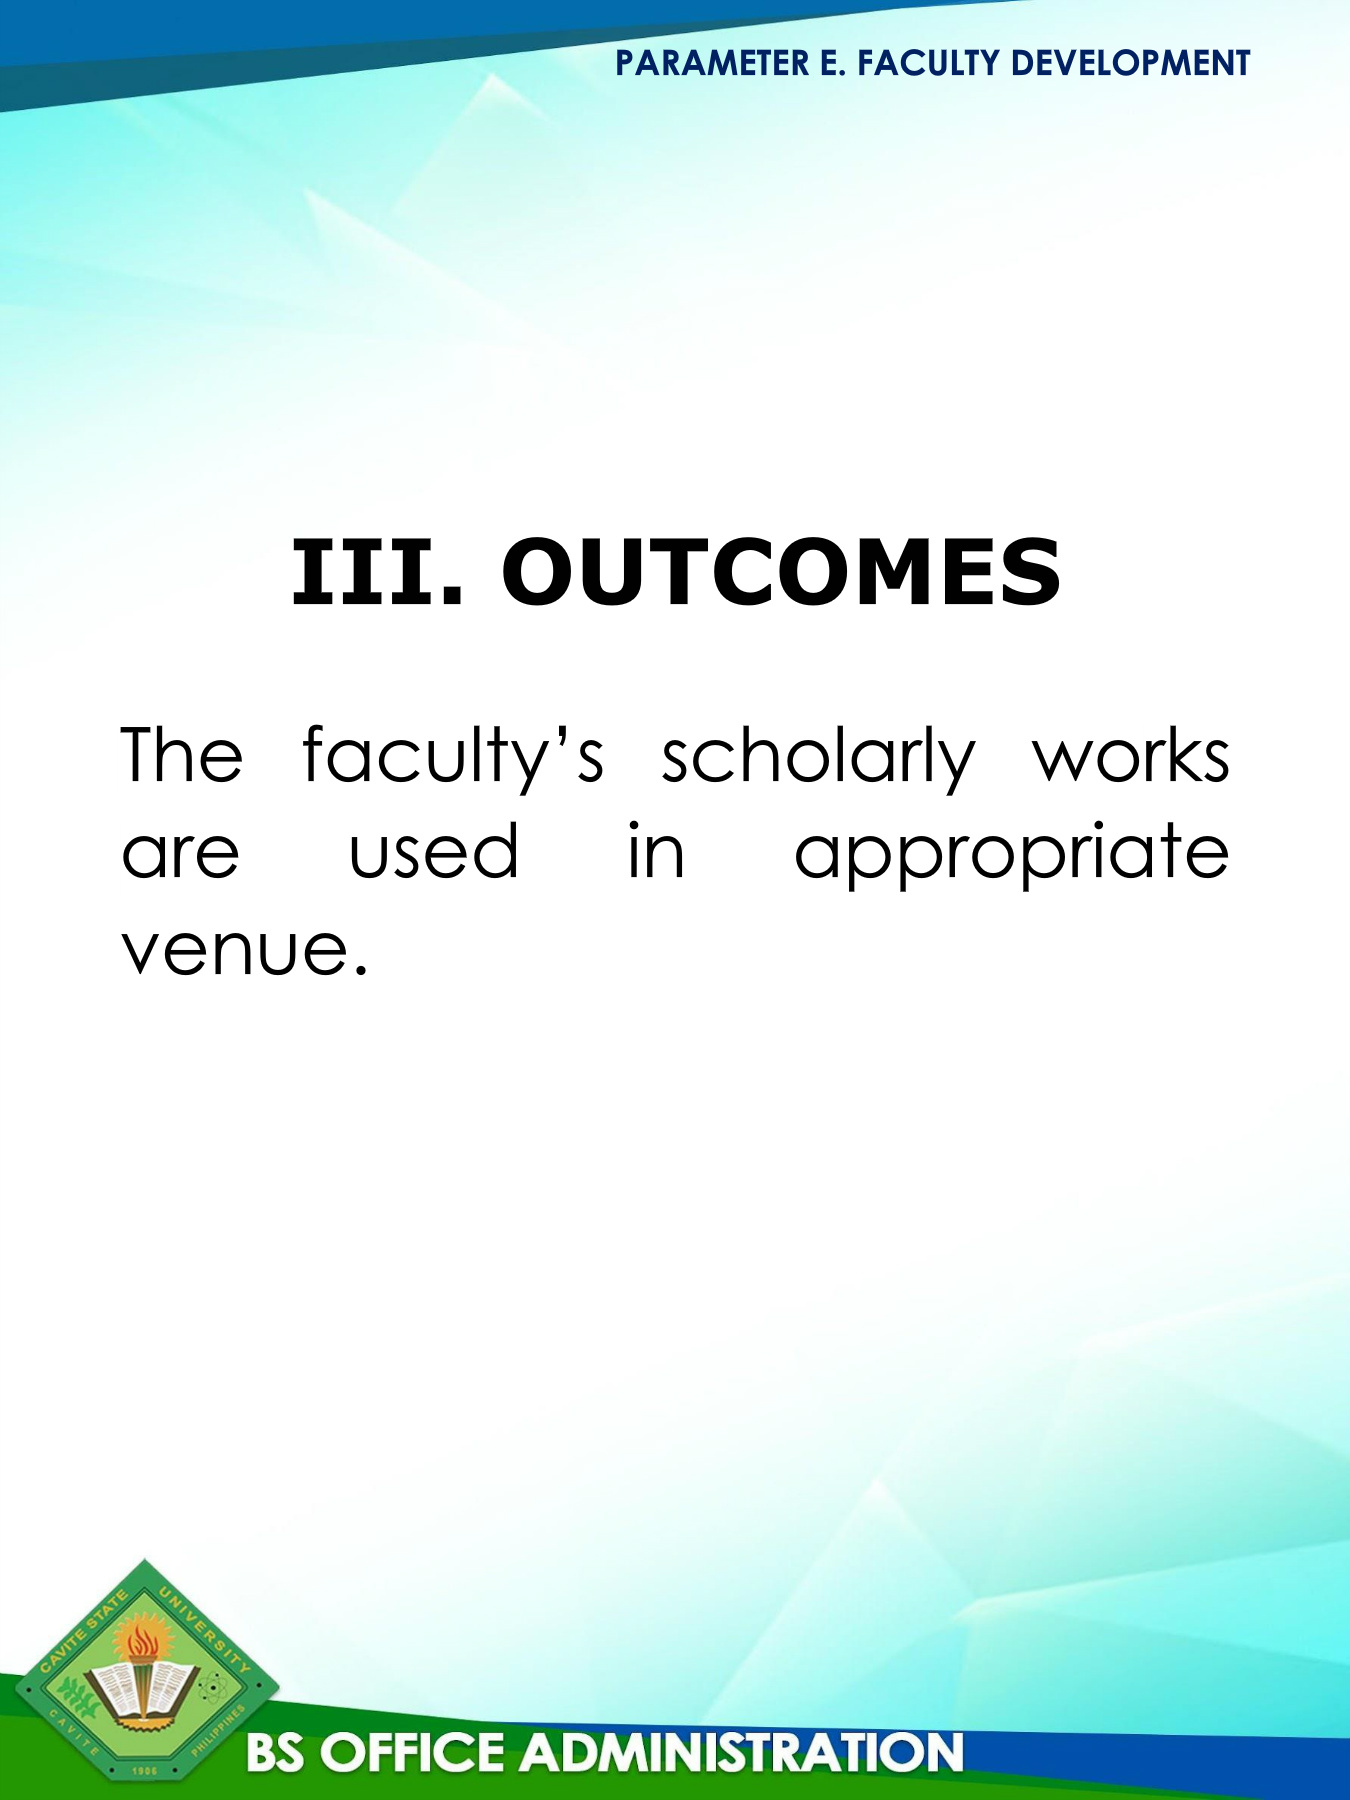 PARAMETER E. FACULTY DEVELOPMENT
III. OUTCOMES
The faculty’s scholarly works
are used in appropriate
venue.
CAVITE STATE UNIVERSITY
CAVITE PHILIPPINES
1906
BS OFFICE ADMINISTRATION